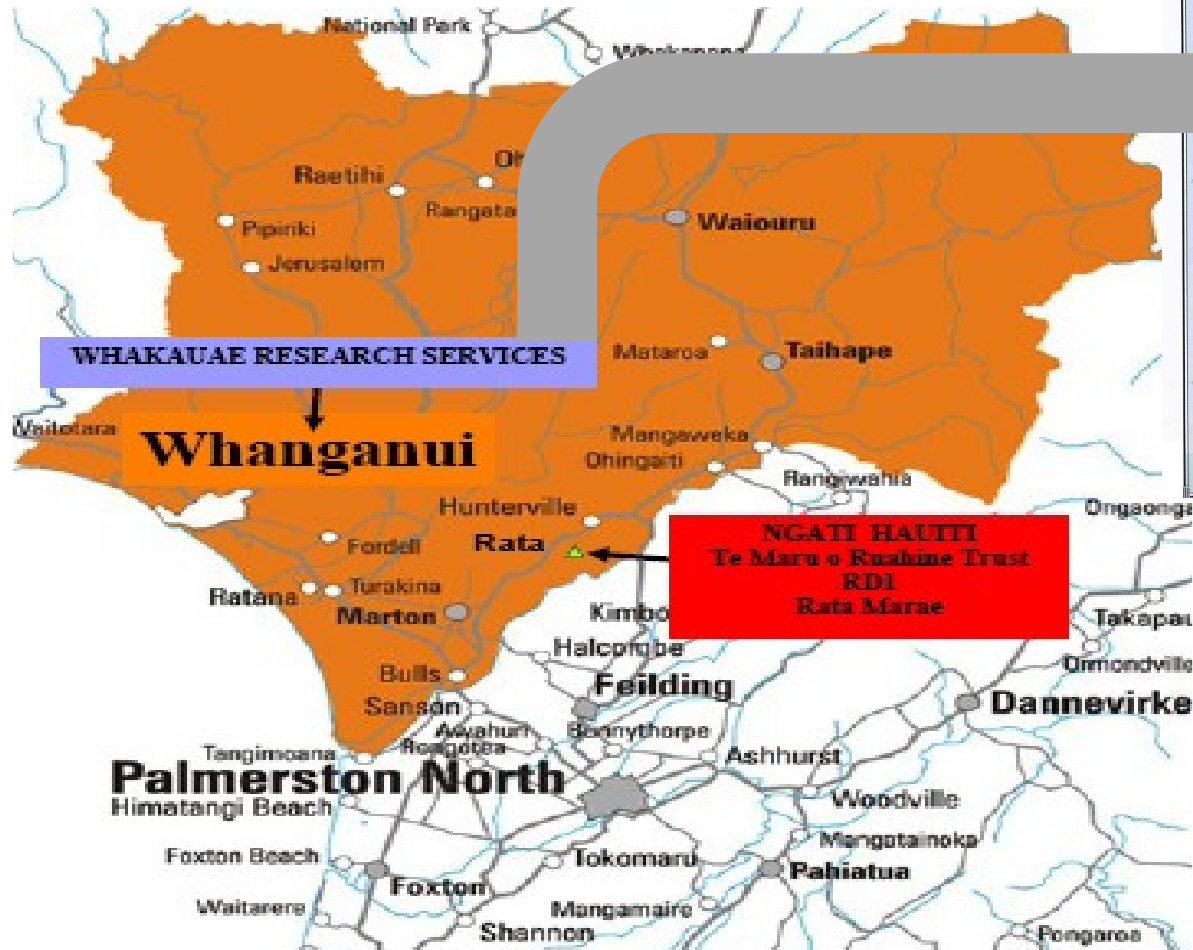 National Park
Whakapapa
Raetihi
Rangata
Waiouru
Pipiriki
Jerusalem
WHAKAUAE RESEARCH SERVICES
Mataroa
Taihape
Waitotara
Whanganui
Mangaweka
Ohingaiti
Rangiwahia
Hunterville
Ongaonga
Rata
NGATI HAUITI
Te Maru o Ruahine Trust
RD1
Rata Marae
Fordell
Ratana
Turakina
Marton
Kimbo
Takapau
Halcombe
Ormondville
Bulls
Feilding
Sanson
Dannevirke
Awahuri
Bunnythorpe
Tangimoana
Rongotea
Ashhurst
Palmerston North
Himatangi Beach
Woodville
Mangatainoka
Foxton Beach
Tokomaru
Pahiatua
Foxton
Waitarere
Mangamaire
Shannon
Pongaroa